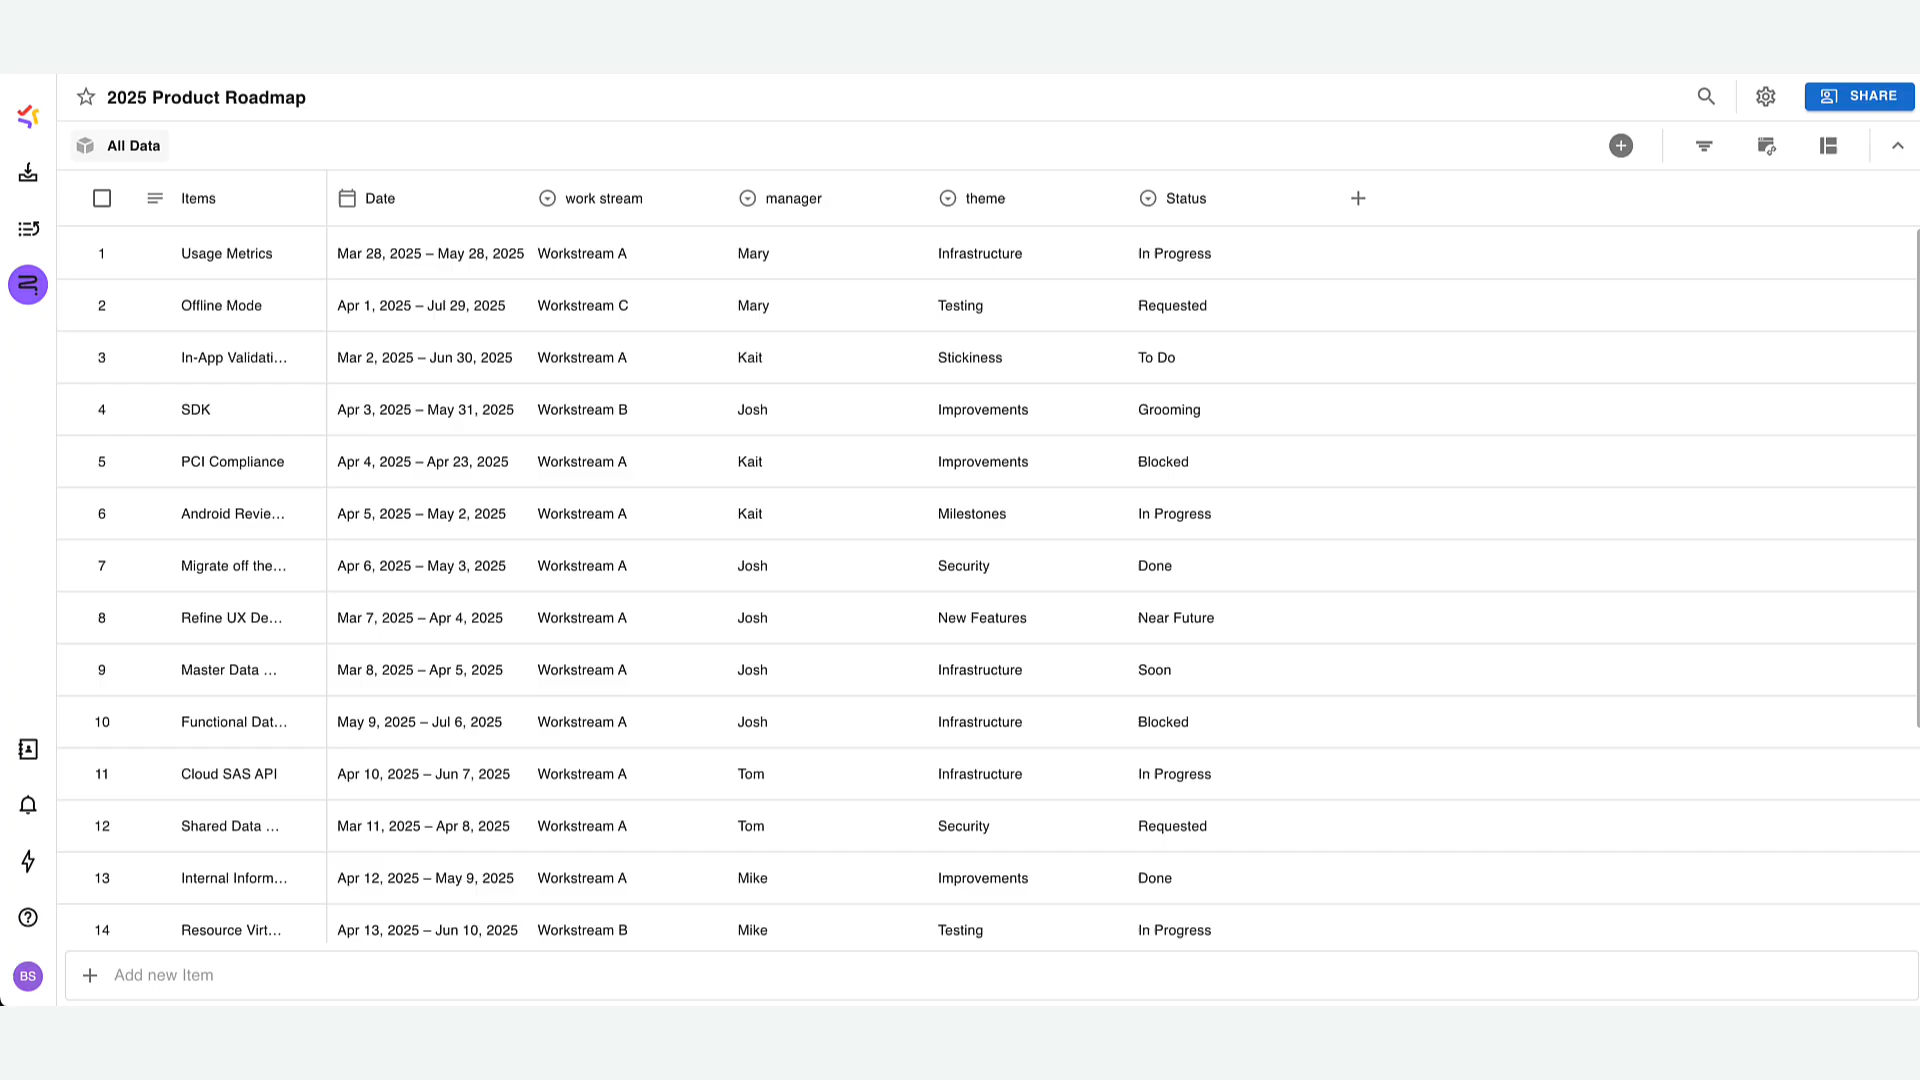 2025 Product Roadmap
SHARE
All Data
Items Date work stream manager theme Status
1 Usage Metrics Mar 28, 2025 – May 28, 2025 Workstream A Mary Infrastructure In Progress
2 Offline Mode Apr 1, 2025 – Jul 29, 2025 Workstream C Mary Testing Requested
3 In-App Validati... Mar 2, 2025 – Jun 30, 2025 Workstream A Kait Stickiness To Do
4 SDK Apr 3, 2025 – May 31, 2025 Workstream B Josh Improvements Grooming
5 PCI Compliance Apr 4, 2025 – Apr 23, 2025 Workstream A Kait Improvements Blocked
6 Android Revie... Apr 5, 2025 – May 2, 2025 Workstream A Kait Milestones In Progress
7 Migrate off the... Apr 6, 2025 – May 3, 2025 Workstream A Josh Security Done
8 Refine UX De... Mar 7, 2025 – Apr 4, 2025 Workstream A Josh New Features Near Future
9 Master Data ... Mar 8, 2025 – Apr 5, 2025 Workstream A Josh Infrastructure Soon
10 Functional Dat... May 9, 2025 – Jul 6, 2025 Workstream A Josh Infrastructure Blocked
11 Cloud SAS API Apr 10, 2025 – Jun 7, 2025 Workstream A Tom Infrastructure In Progress
12 Shared Data ... Mar 11, 2025 – Apr 8, 2025 Workstream A Tom Security Requested
13 Internal Inform... Apr 12, 2025 – May 9, 2025 Workstream A Mike Improvements Done
14 Resource Virt... Apr 13, 2025 – Jun 10, 2025 Workstream B Mike Testing In Progress
Add new Item
BS